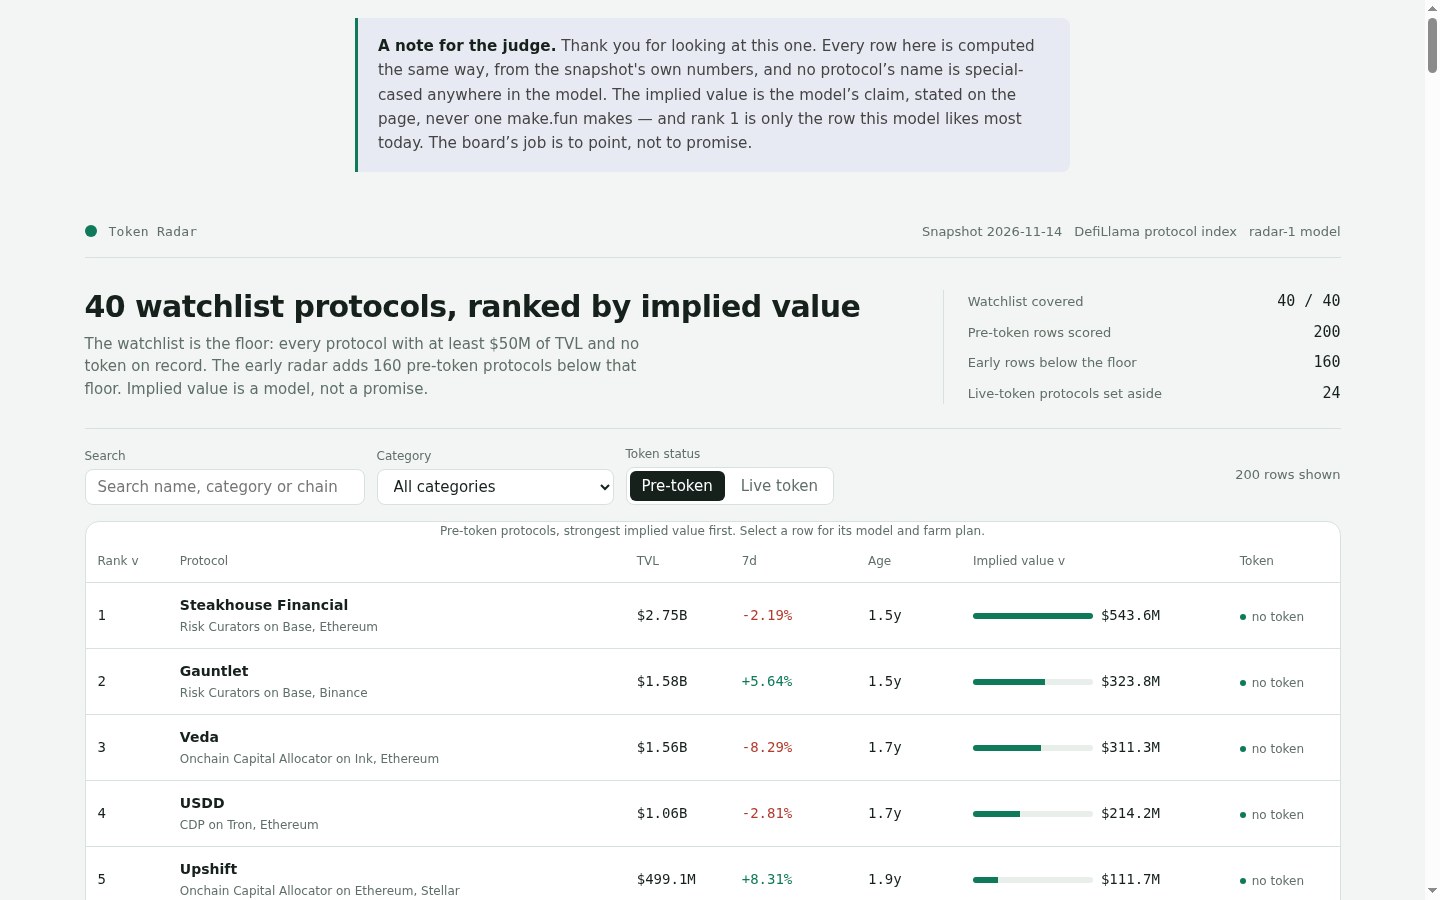 A note for the judge. Thank you for looking at this one. Every row here is computed
the same way, from the snapshot's own numbers, and no protocol’s name is special-
cased anywhere in the model. The implied value is the model’s claim, stated on the
page, never one make.fun makes — and rank 1 is only the row this model likes most
today. The board’s job is to point, not to promise.
Token Radar
Snapshot 2026-11-14 DefiLlama protocol index radar-1 model
40 watchlist protocols, ranked by implied value
The watchlist is the floor: every protocol with at least $50M of TVL and no
token on record. The early radar adds 160 pre-token protocols below that
floor. Implied value is a model, not a promise.
Watchlist covered 40 / 40
Pre-token rows scored 200
Early rows below the floor 160
Live-token protocols set aside 24
Search Category Token status
Search name, category or chain All categories Pre-token Live token
200 rows shown
Pre-token protocols, strongest implied value first. Select a row for its model and farm plan.
Rank v Protocol TVL 7d Age Implied value v Token
1 Steakhouse Financial $2.75B -2.19% 1.5y $543.6M no token
Risk Curators on Base, Ethereum
2 Gauntlet $1.58B +5.64% 1.5y $323.8M no token
Risk Curators on Base, Binance
3 Veda $1.56B -8.29% 1.7y $311.3M no token
Onchain Capital Allocator on Ink, Ethereum
4 USDD $1.06B -2.81% 1.7y $214.2M no token
CDP on Tron, Ethereum
5 Upshift $499.1M +8.31% 1.9y $111.7M no token
Onchain Capital Allocator on Ethereum, Stellar